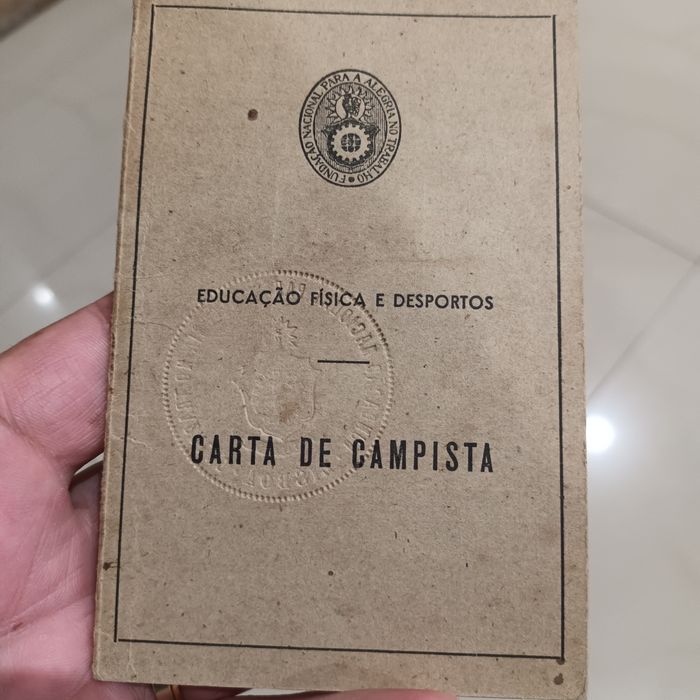 FUNDAÇÃO NACIONAL PARA A ALEGRIA NO TRABALHO
EDUCAÇÃO FÍSICA E DESPORTOS
CARTA DE CAMPISTA